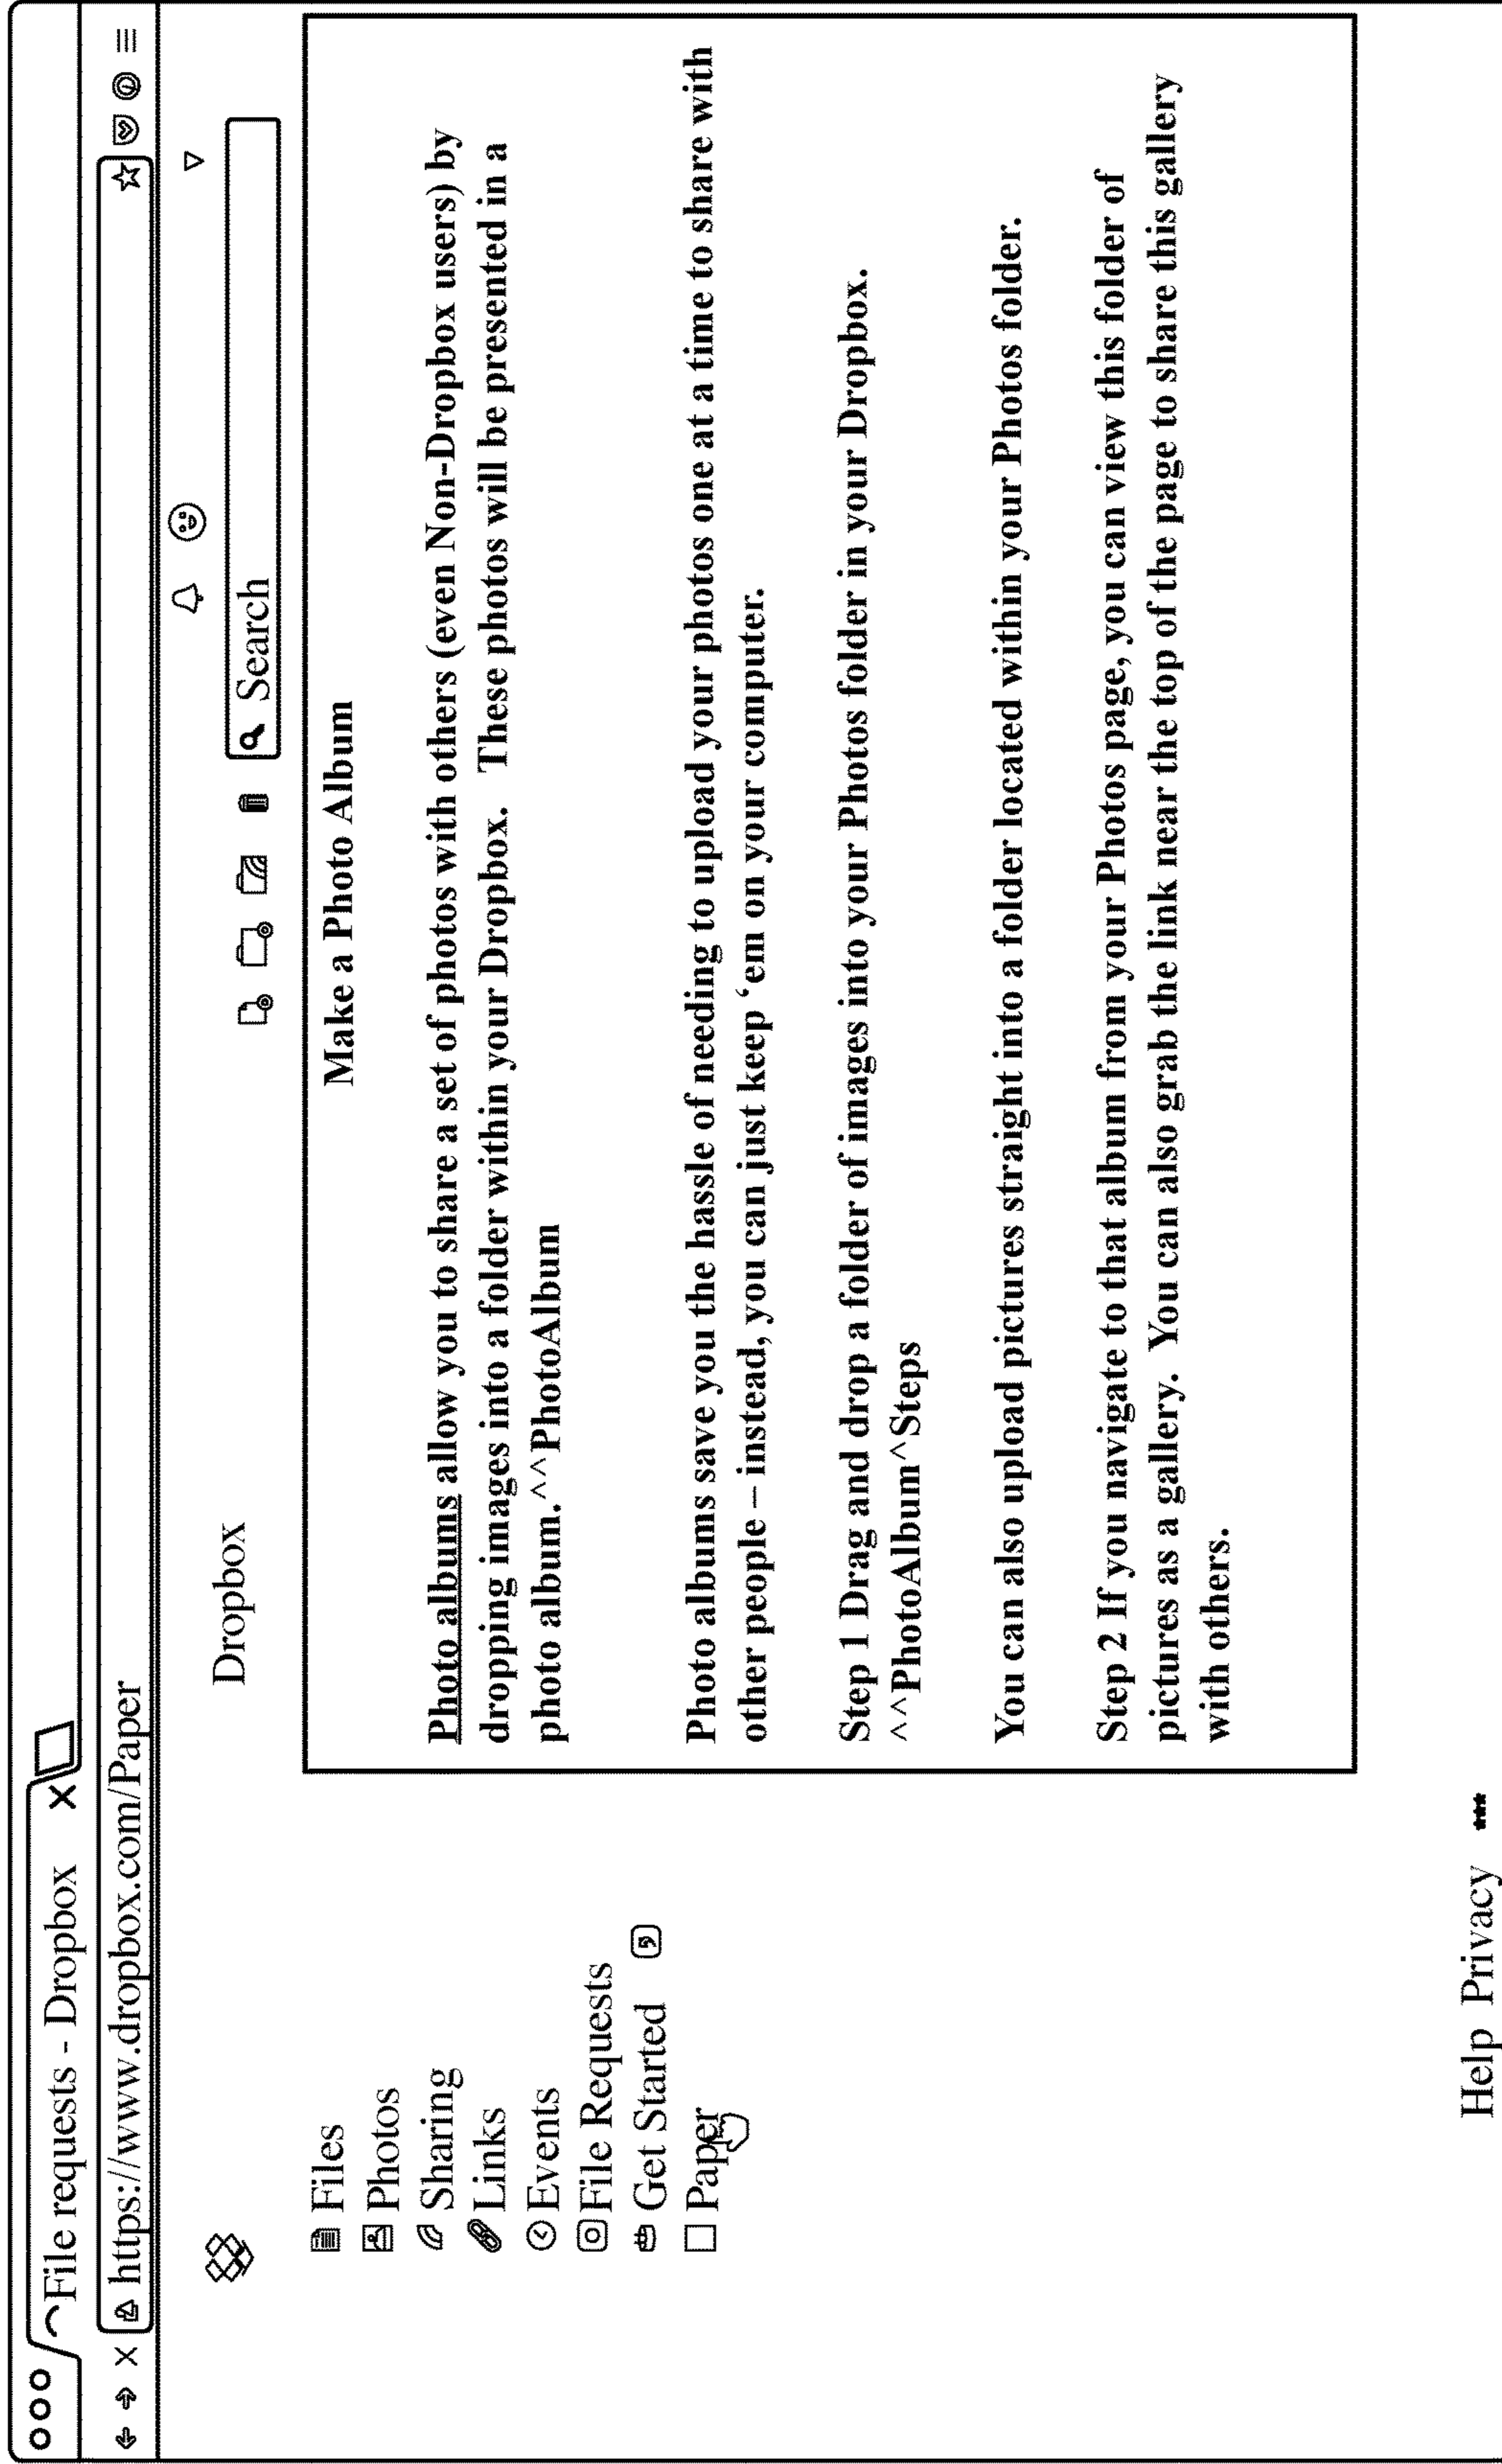 File requests - Dropbox X
https://www.dropbox.com/Paper
Dropbox
Search
Files
Photos
Sharing
Links
Events
File Requests
Get Started
Paper
Make a Photo Album
Photo albums allow you to share a set of photos with others (even Non-Dropbox users) by
dropping images into a folder within your Dropbox. These photos will be presented in a
photo album.^^PhotoAlbum
Photo albums save you the hassle of needing to upload your photos one at a time to share with
other people – instead, you can just keep ‘em on your computer.
Step 1 Drag and drop a folder of images into your Photos folder in your Dropbox.
^^PhotoAlbum^Steps
You can also upload pictures straight into a folder located within your Photos folder.
Step 2 If you navigate to that album from your Photos page, you can view this folder of
pictures as a gallery. You can also grab the link near the top of the page to share this gallery
with others.
Help Privacy